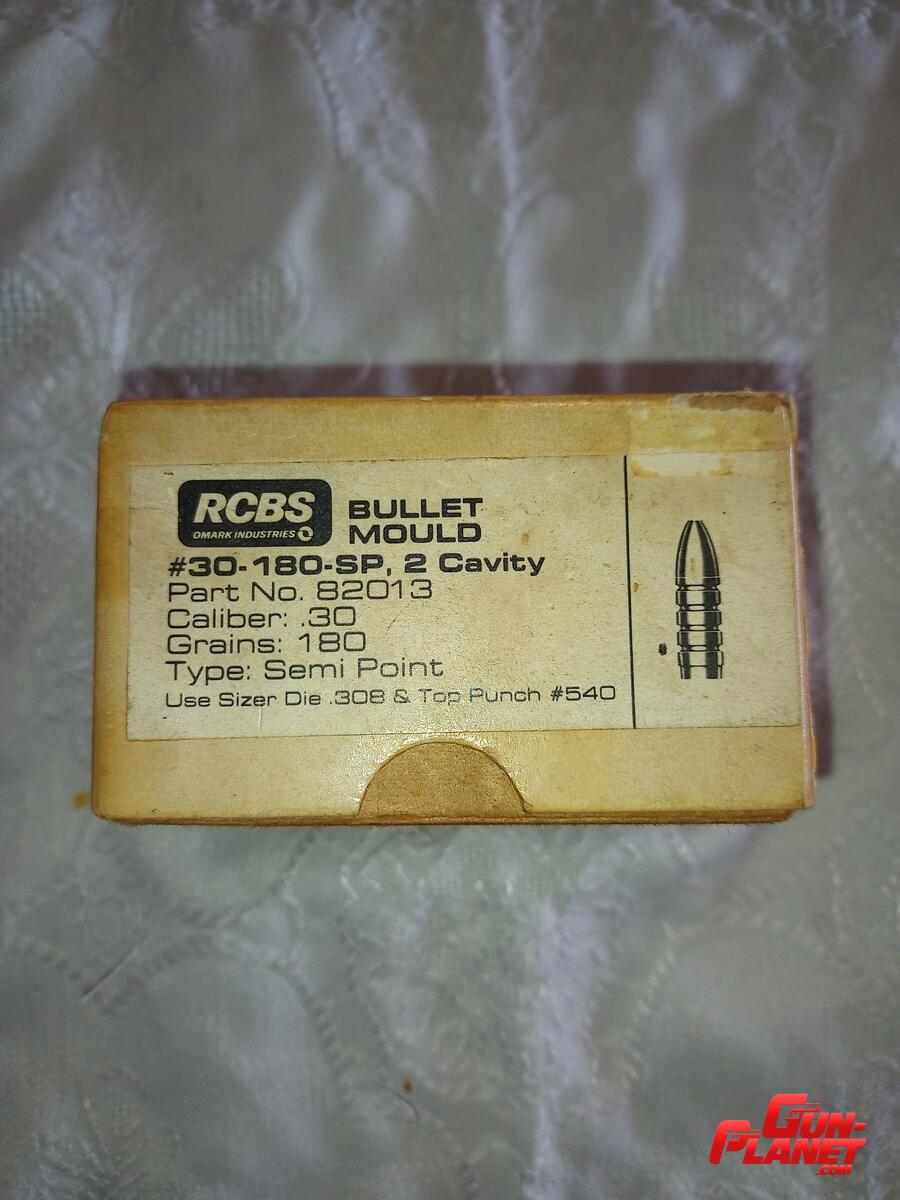 RCBS
OMARK INDUSTRIES
BULLET
MOULD
#30-180-SP, 2 Cavity
Part No. 82013
Caliber: .30
Grains: 180
Type: Semi Point
Use Sizer Die .308 & Top Punch #540
GUN-
PLANET
.COM